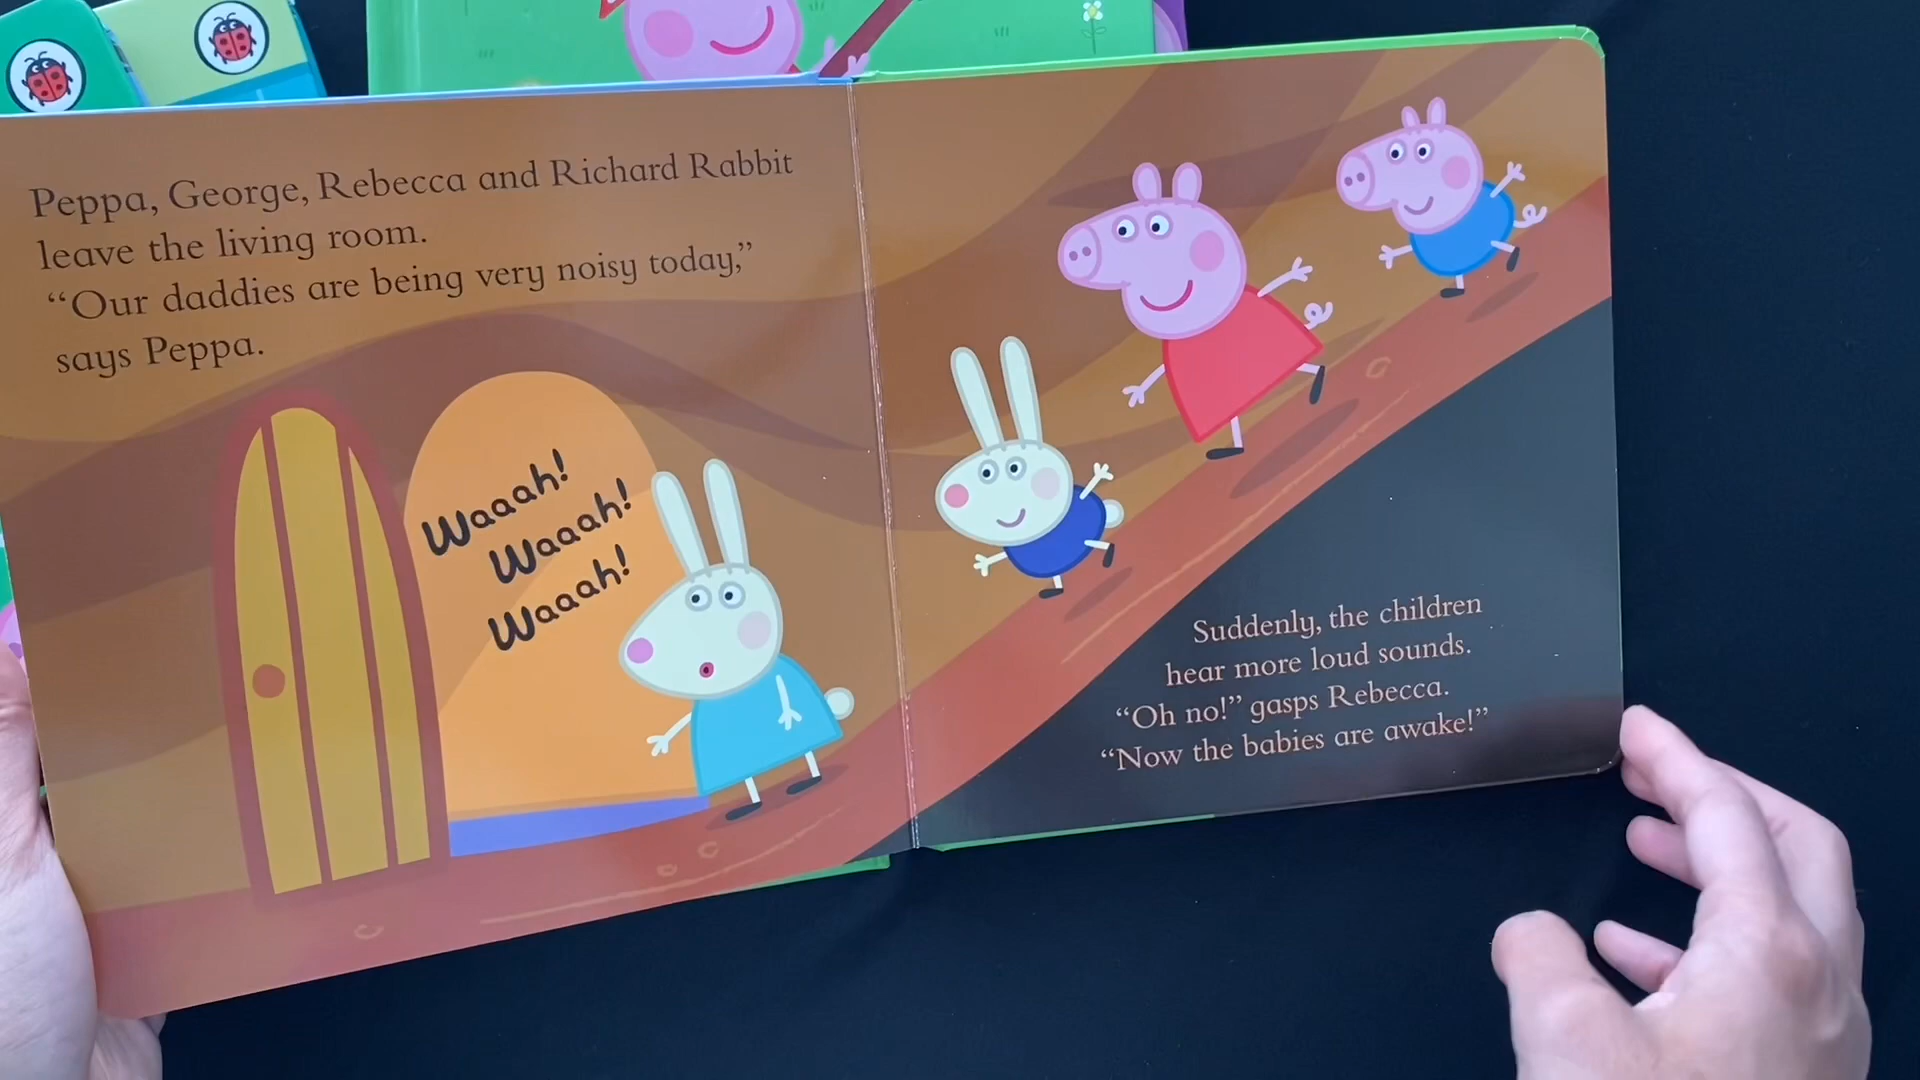 Peppa, George, Rebecca and Richard Rabbit
leave the living room.
“Our daddies are being very noisy today,”
says Peppa.
Waaah!
Waaah!
Waaah!
Suddenly, the children
hear more loud sounds.
“Oh no!” gasps Rebecca.
“Now the babies are awake!”